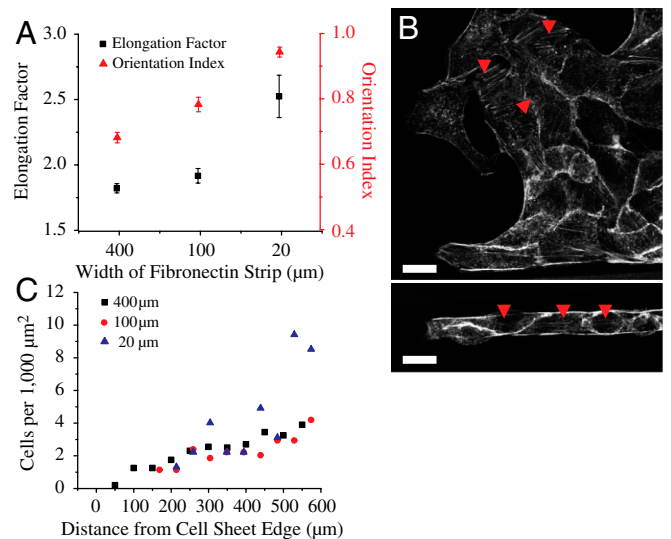 A
3.0
2.5
2.0
1.5
Elongation Factor
Elongation Factor
Orientation Index
1.0
0.8
0.6
0.4
Orientation Index
400
100
20
Width of Fibronectin Strip (μm)
B
C
12
10
8
6
4
2
0
Cells per 1,000 μm²
400μm
100μm
20 μm
0
100
200
300
400
500
600
Distance from Cell Sheet Edge (μm)